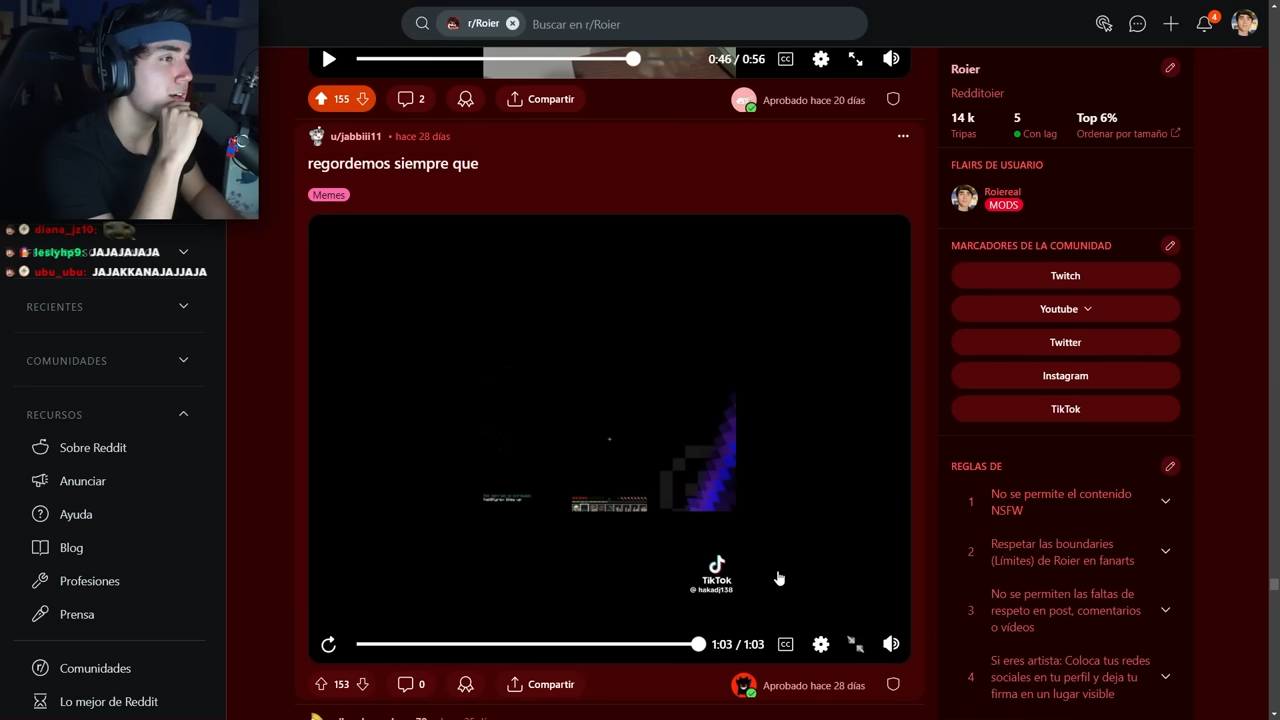 r/Roier
Buscar en r/Roier
4
0:46 / 0:56
CC
155
2
Compartir
Aprobado hace 20 días
u/jabbiii11 • hace 28 días
regordemos siempre que
Memes
diana_jz10:
leslyhp9: JAJAJAJAJA
ubu_ubu: JAJAKKANAJAJJAJA
RECIENTES
COMUNIDADES
RECURSOS
Sobre Reddit
Anunciar
Ayuda
Blog
Profesiones
Prensa
Comunidades
Lo mejor de Reddit
TikTok
@ hakadj138
1:03 / 1:03
CC
153
0
Compartir
Aprobado hace 28 días
Roier
Redditoier
14 k
5
Top 6%
Tripas
Con lag
Ordenar por tamaño
FLAIRS DE USUARIO
Roiereal
MODS
MARCADORES DE LA COMUNIDAD
Twitch
Youtube
Twitter
Instagram
TikTok
REGLAS DE
1 No se permite el contenido
NSFW
2 Respetar las boundaries
(Límites) de Roier en fanarts
3 No se permiten las faltas de
respeto en post, comentarios
o vídeos
4 Si eres artista: Coloca tus redes
sociales en tu perfil y deja tu
firma en un lugar visible